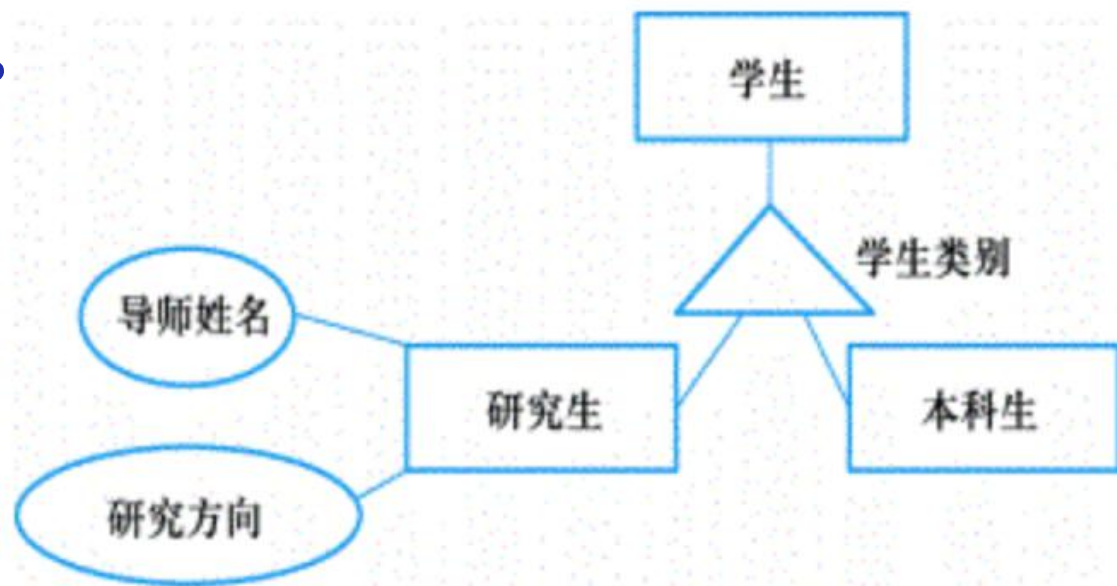 学生
学生类别
导师姓名
研究生
本科生
研究方向